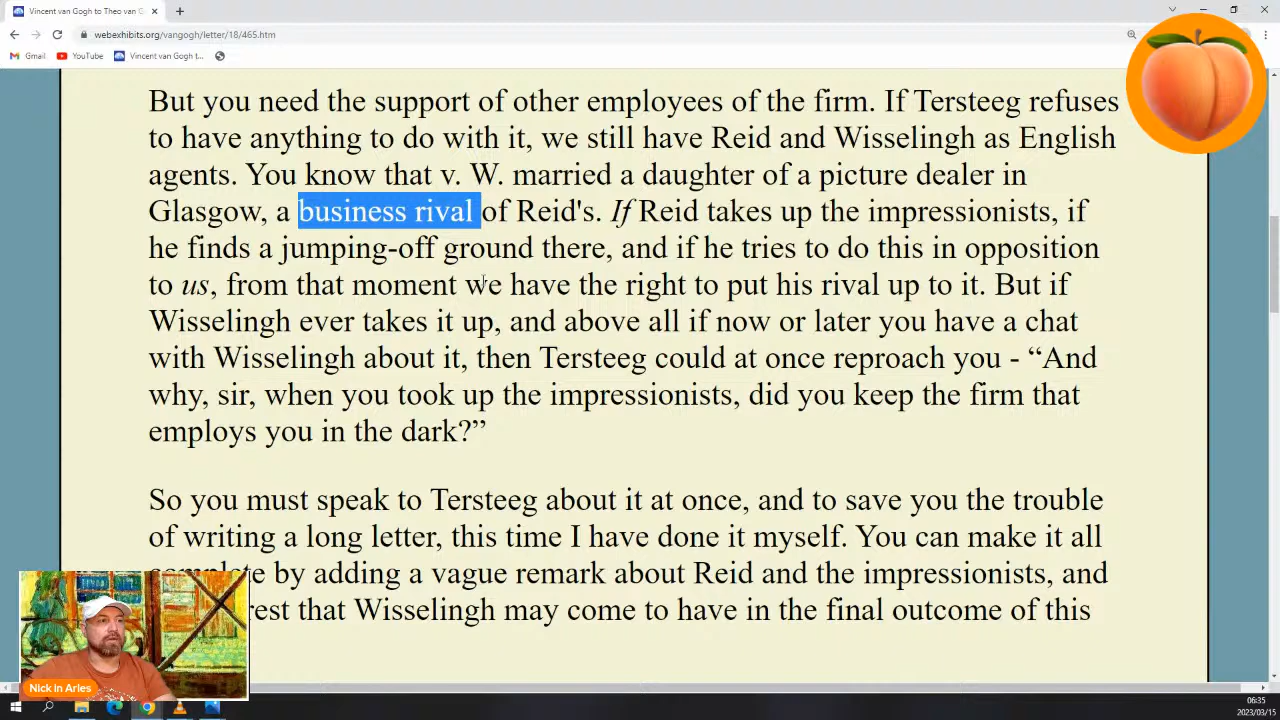 Vincent van Gogh to Theo van G
webexhibits.org/vangogh/letter/18/465.htm
Gmail
YouTube
Vincent van Gogh t...
But you need the support of other employees of the firm. If Tersteeg refuses
to have anything to do with it, we still have Reid and Wisselingh as English
agents. You know that v. W. married a daughter of a picture dealer in
Glasgow, a business rival of Reid's. If Reid takes up the impressionists, if
he finds a jumping-off ground there, and if he tries to do this in opposition
to us, from that moment we have the right to put his rival up to it. But if
Wisselingh ever takes it up, and above all if now or later you have a chat
with Wisselingh about it, then Tersteeg could at once reproach you - “And
why, sir, when you took up the impressionists, did you keep the firm that
employs you in the dark?”
So you must speak to Tersteeg about it at once, and to save you the trouble
of writing a long letter, this time I have done it myself. You can make it all
by adding a vague remark about Reid and the impressionists, and
rest that Wisselingh may come to have in the final outcome of this
Nick in Arles
06:35
2023/03/15